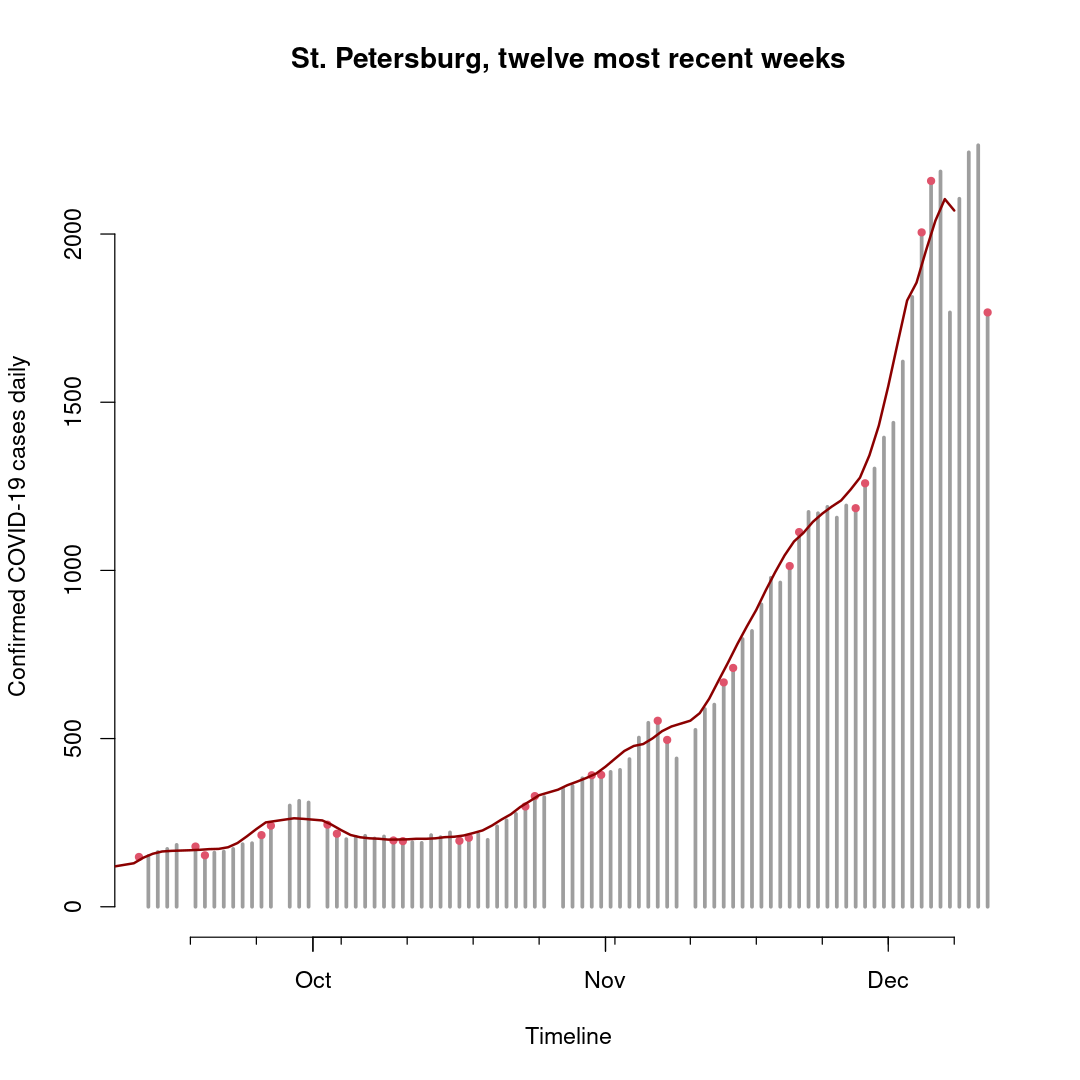 St. Petersburg, twelve most recent weeks
Confirmed COVID-19 cases daily
2000
1500
1000
500
0
Oct Nov Dec
Timeline